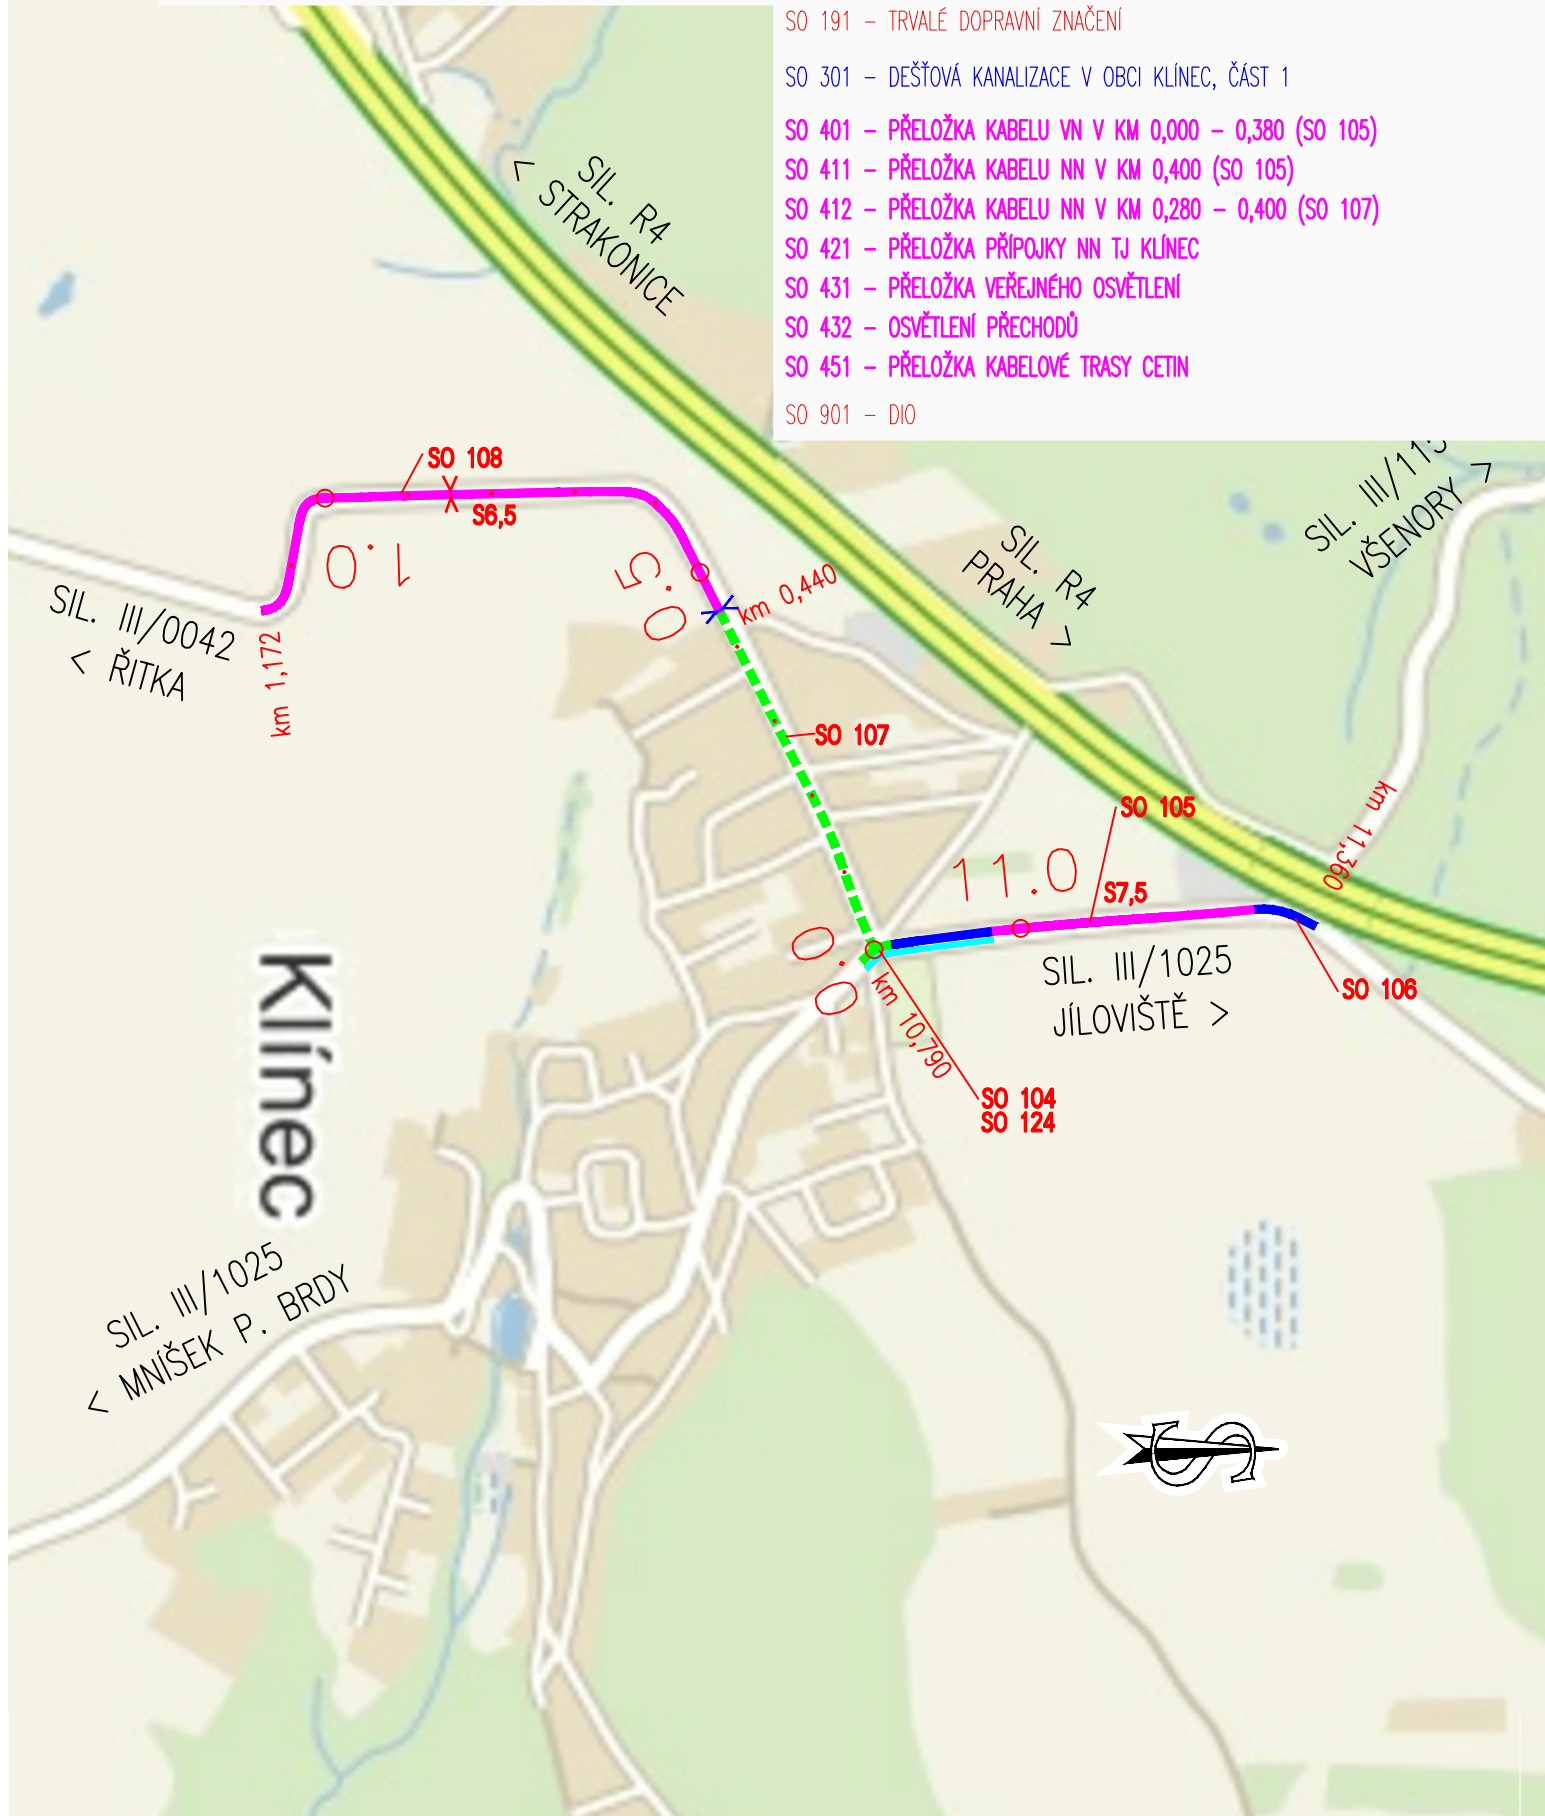 SO 191 – TRVALÉ DOPRAVNÍ ZNAČENÍ
SO 301 – DEŠŤOVÁ KANALIZACE V OBCI KLÍNEC, ČÁST 1
SO 401 – PŘELOŽKA KABELU VN V KM 0,000 – 0,380 (SO 105)
SO 411 – PŘELOŽKA KABELU NN V KM 0,400 (SO 105)
SO 412 – PŘELOŽKA KABELU NN V KM 0,280 – 0,400 (SO 107)
SO 421 – PŘELOŽKA PŘÍPOJKY NN TJ KLÍNEC
SO 431 – PŘELOŽKA VEŘEJNÉHO OSVĚTLENÍ
SO 432 – OSVĚTLENÍ PŘECHODŮ
SO 451 – PŘELOŽKA KABELOVÉ TRASY CETIN
SO 901 – DIO
SIL. R4
< STRAKONICE
SO 108
S6,5
1.0
0.5
km 0,440
SIL. R4
PRAHA >
SIL. III/115
VŠENORY >
SIL. III/0042
< ŘITKA
km 1,172
SO 107
SO 105
km 11,360
11.0
S7,5
0.0
km 10,790
SIL. III/1025
JÍLOVIŠTĚ >
SO 106
SO 104
SO 124
Klínec
SIL. III/1025
< MNÍŠEK P. BRDY
S